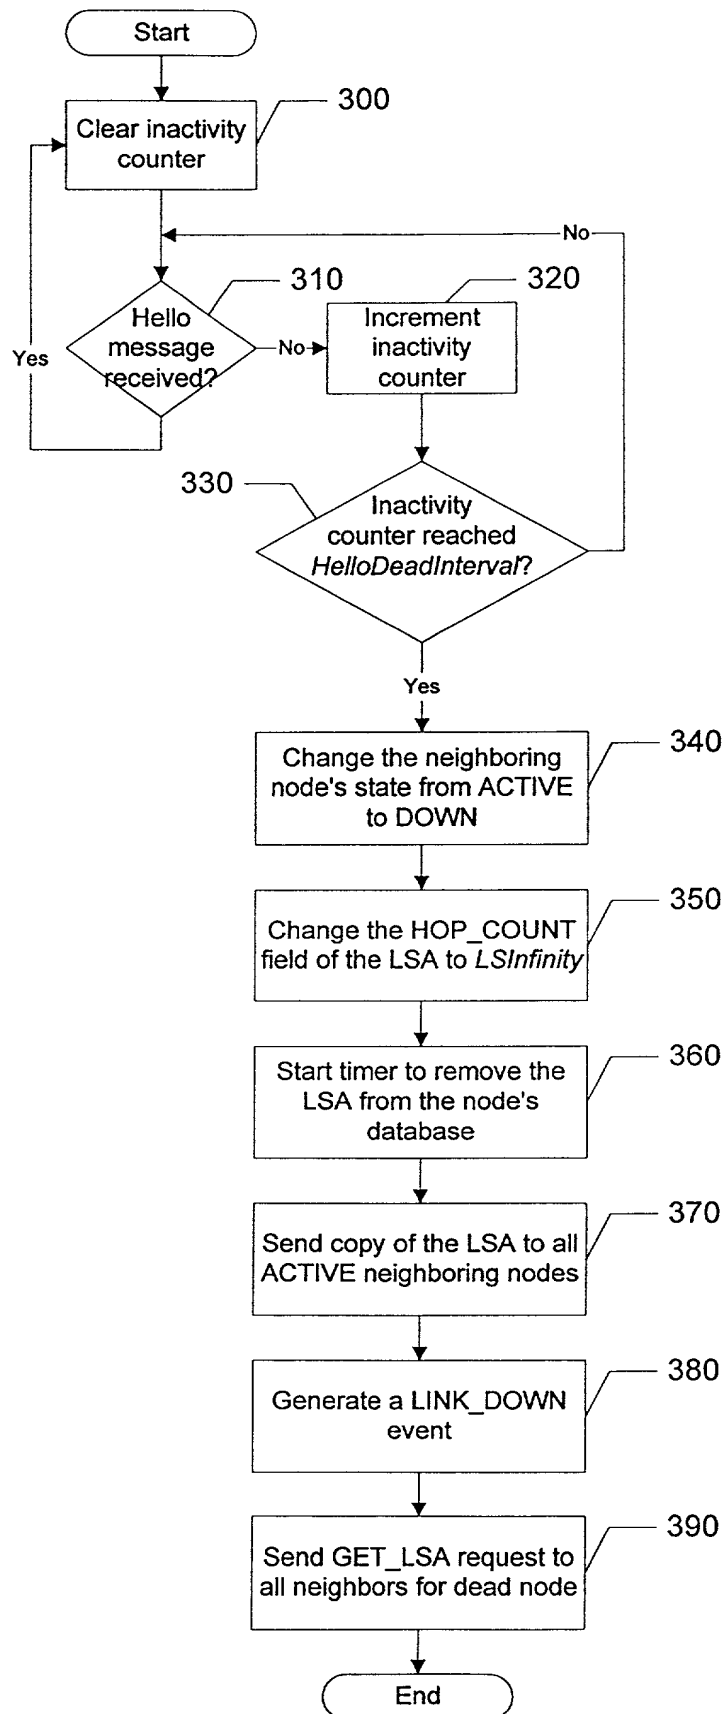 Start
300
Clear inactivity
counter
No
310
320
Hello
message
received?
Yes
No
Increment
inactivity
counter
330
Inactivity
counter reached
HelloDeadInterval?
Yes
340
Change the neighboring
node's state from ACTIVE
to DOWN
350
Change the HOP_COUNT
field of the LSA to LSInfinity
360
Start timer to remove the
LSA from the node's
database
370
Send copy of the LSA to all
ACTIVE neighboring nodes
380
Generate a LINK_DOWN
event
390
Send GET_LSA request to
all neighbors for dead node
End